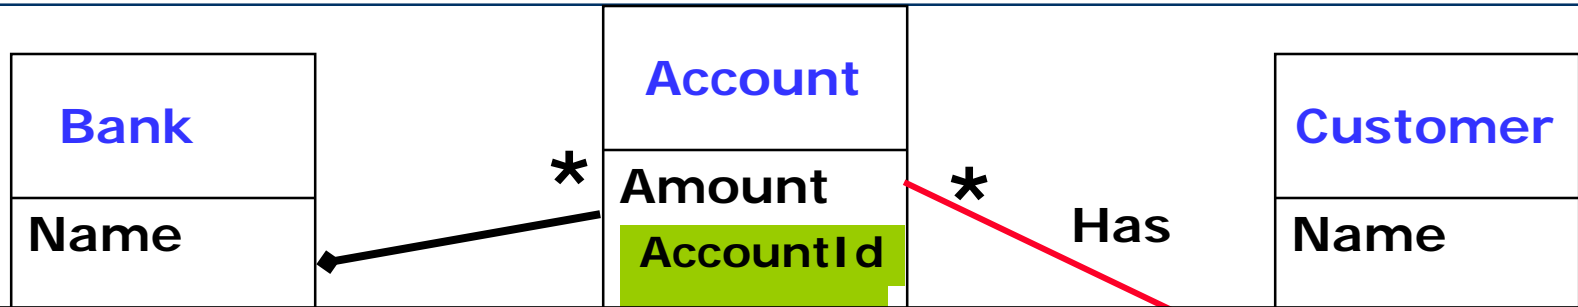 Bank
Name
*
Account
Amount
AccountId
*
Has
Customer
Name